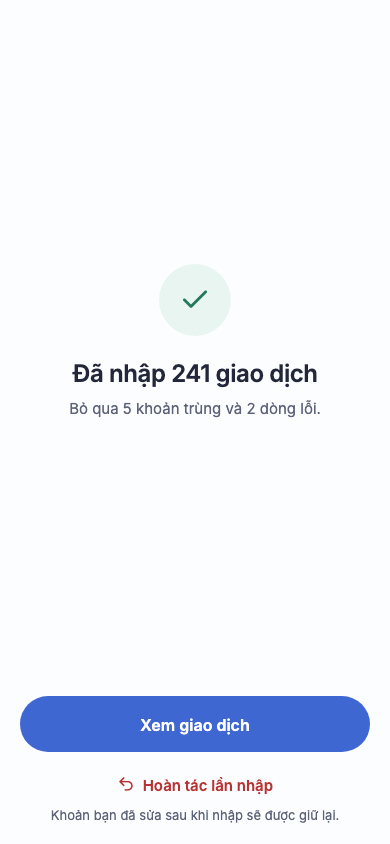 Đã nhập 241 giao dịch
Bỏ qua 5 khoản trùng và 2 dòng lỗi.
Xem giao dịch
Hoàn tác lần nhập
Khoản bạn đã sửa sau khi nhập sẽ được giữ lại.